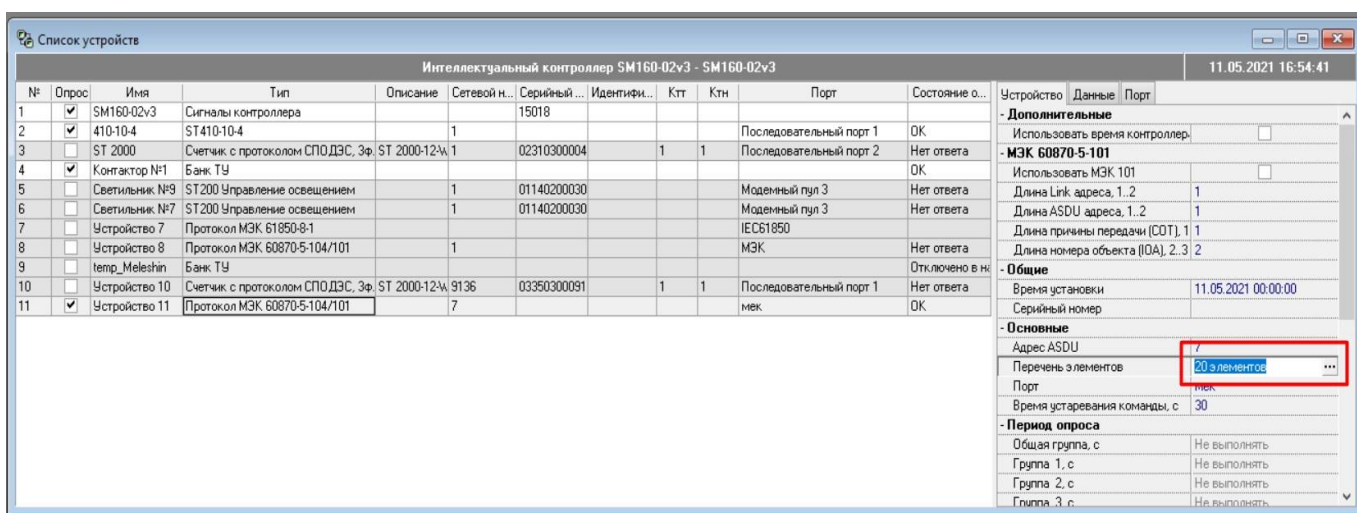 Список устройств
Интеллектуальный контроллер SM160-02v3 - SM160-02v3 11.05.2021 16:54:41
№ Опрос Имя Тип Описание Сетевой н... Серийный ... Идентифи... Ктт Ктн Порт Состояние о...
1 SM160-02v3 Сигналы контроллера 15018
2 410-10-4 ST410-10-4 1 Последовательный порт 1 OK
3 ST 2000 Счетчик с протоколом СПОДЭС, 3ф. ST 2000-12-W 1 02310300004 1 1 Последовательный порт 2 Нет ответа
4 Контактор №1 Банк ТУ OK
5 Светильник №9 ST200 Управление освещением 1 01140200030 Модемный пул 3 Нет ответа
6 Светильник №7 ST200 Управление освещением 1 01140200030 Модемный пул 3 Нет ответа
7 Устройство 7 Протокол МЭК 61850-8-1 IEC61850
8 Устройство 8 Протокол МЭК 60870-5-104/101 1 МЭК Нет ответа
9 temp_Meleshin Банк ТУ Отключено в на
10 Устройство 10 Счетчик с протоколом СПОДЭС, 3ф. ST 2000-12-W 9136 03350300091 1 1 Последовательный порт 1 Нет ответа
11 Устройство 11 Протокол МЭК 60870-5-104/101 7 мек OK
Устройство Данные Порт
- Дополнительные
Использовать время контроллера
- МЭК 60870-5-101
Использовать МЭК 101
Длина Link адреса, 1..2 1
Длина ASDU адреса, 1..2 1
Длина причины передачи (COT), 1 1
Длина номера объекта (IOA), 2..3 2
- Общие
Время установки 11.05.2021 00:00:00
Серийный номер
- Основные
Адрес ASDU 7
Перечень элементов 20 элементов ...
Порт мек
Время устаревания команды, с 30
- Период опроса
Общая группа, с Не выполнять
Группа 1, с Не выполнять
Группа 2, с Не выполнять
Группа 3, с Не выполнять